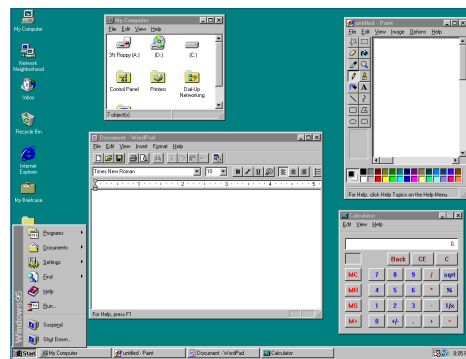 My Computer
Network
Neighborhood
Inbox
Recycle Bin
Internet
Explorer
My Briefcase
My Computer
File Edit View Help
3½ Floppy (A:)
(D:)
(C:)
Control Panel
Printers
Dial-Up
Networking
7 object(s)
untitled - Paint
File Edit View Image Options Help
A
For Help, click Help Topics on the Help Menu.
Document - WordPad
File Edit View Insert Format Help
Times New Roman
10
B I U
1 2 3 4 5
For Help, press F1
Calculator
Edit View Help
0.
Back CE C
MC 7 8 9 / sqrt
MR 4 5 6 * %
MS 1 2 3 - 1/x
M+ 0 +/- . + =
Windows95
Programs
Documents
Settings
Find
Help
Run...
Suspend
Shut Down...
Start
My Computer
untitled - Paint
Document - WordPad
Calculator